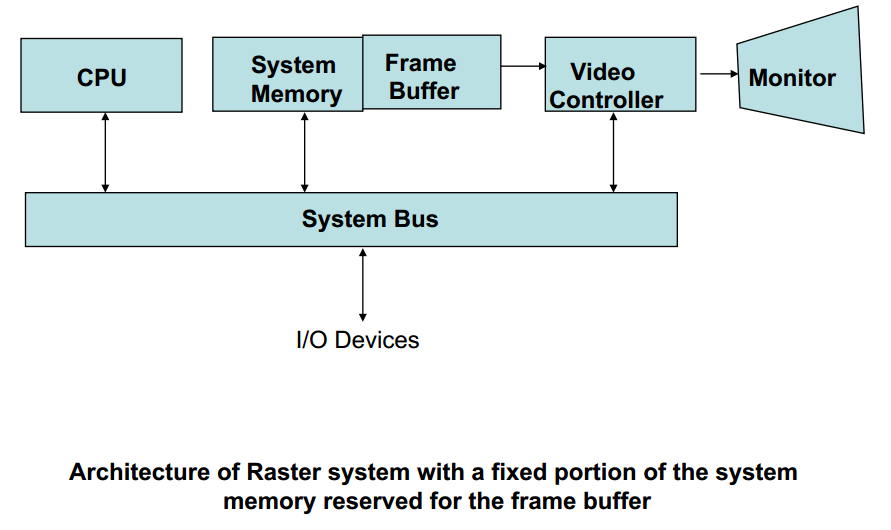 CPU
System
Memory
Frame
Buffer
Video
Controller
Monitor
System Bus
I/O Devices
Architecture of Raster system with a fixed portion of the system
memory reserved for the frame buffer